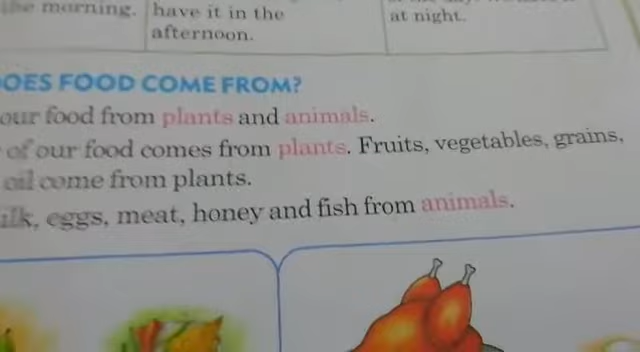 the morning.
have it in the
afternoon.
at night.
OES FOOD COME FROM?
our food from plants and animals.
of our food comes from plants. Fruits, vegetables, grains,
oil come from plants.
ilk, eggs, meat, honey and fish from animals.